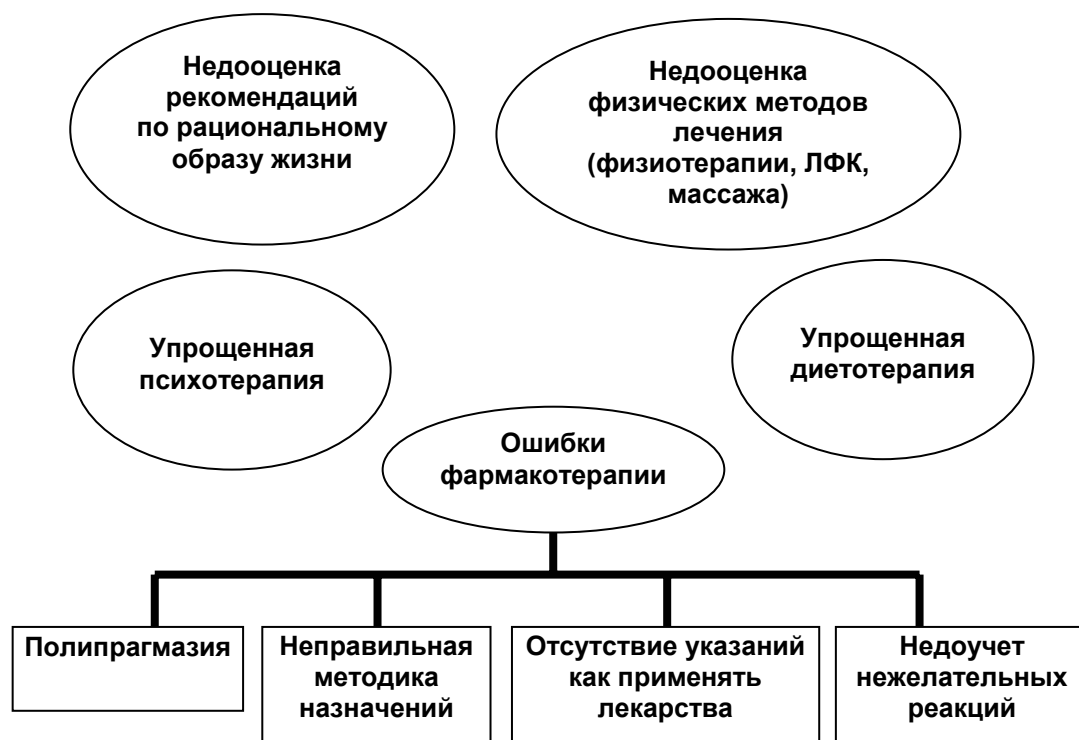 Недооценка
рекомендаций
по рациональному
образу жизни
Недооценка
физических методов
лечения
(физиотерапии, ЛФК,
массажа)
Упрощенная
психотерапия
Упрощенная
диетотерапия
Ошибки
фармакотерапии
Полипрагмазия
Неправильная
методика
назначений
Отсутствие указаний
как применять
лекарства
Недоучет
нежелательных
реакций